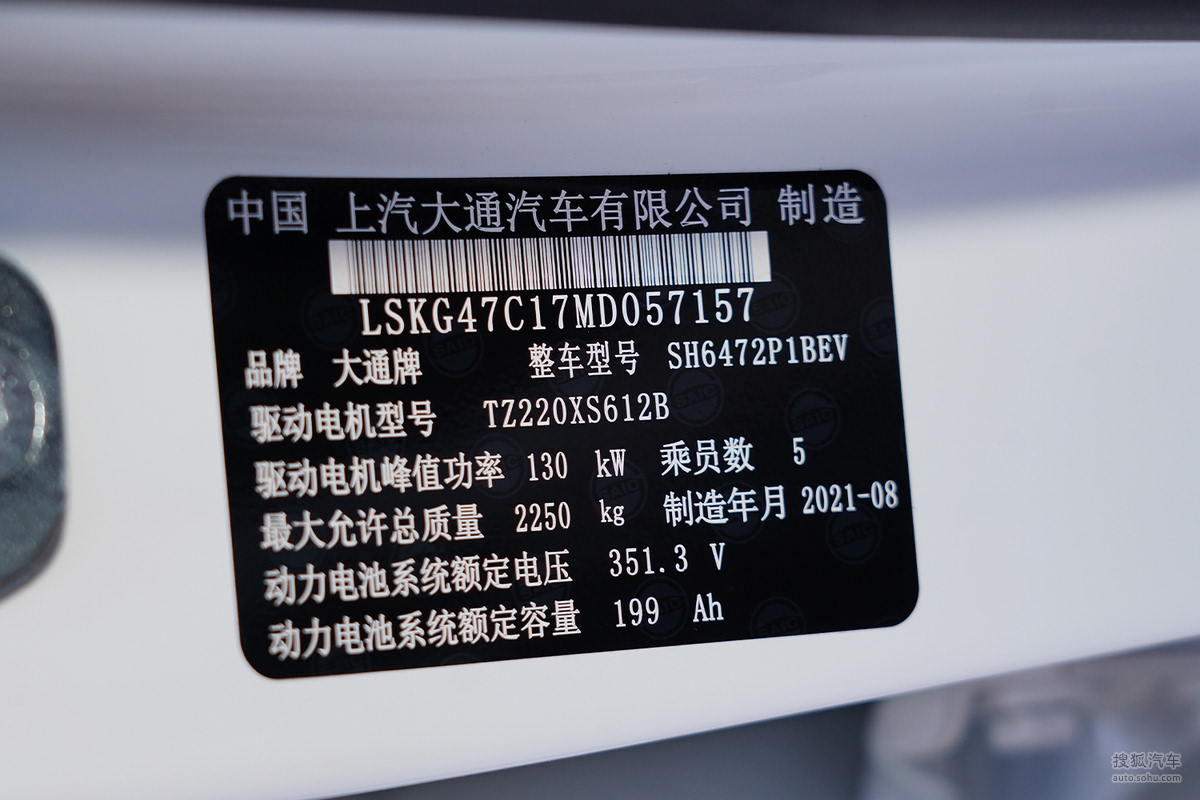 中国 上汽大通汽车有限公司 制造
LSKG47C17MD057157
品牌 大通牌 整车型号 SH6472P1BEV
驱动电机型号 TZ220XS612B
驱动电机峰值功率 130 kW 乘员数 5
最大允许总质量 2250 kg 制造年月 2021-08
动力电池系统额定电压 351.3 V
动力电池系统额定容量 199 Ah
搜狐汽车
auto.sohu.com